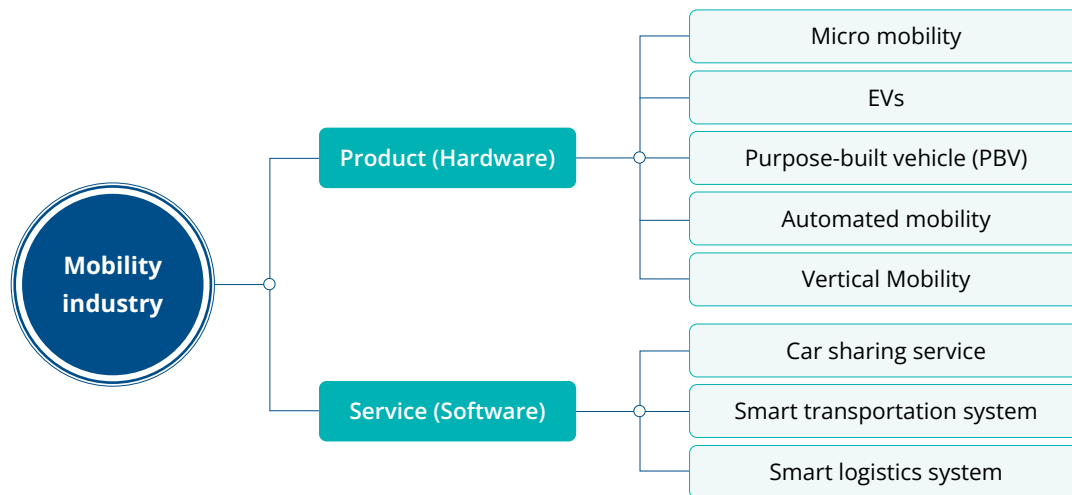 Mobility
industry
Product (Hardware)
Micro mobility
EVs
Purpose-built vehicle (PBV)
Automated mobility
Vertical Mobility
Service (Software)
Car sharing service
Smart transportation system
Smart logistics system